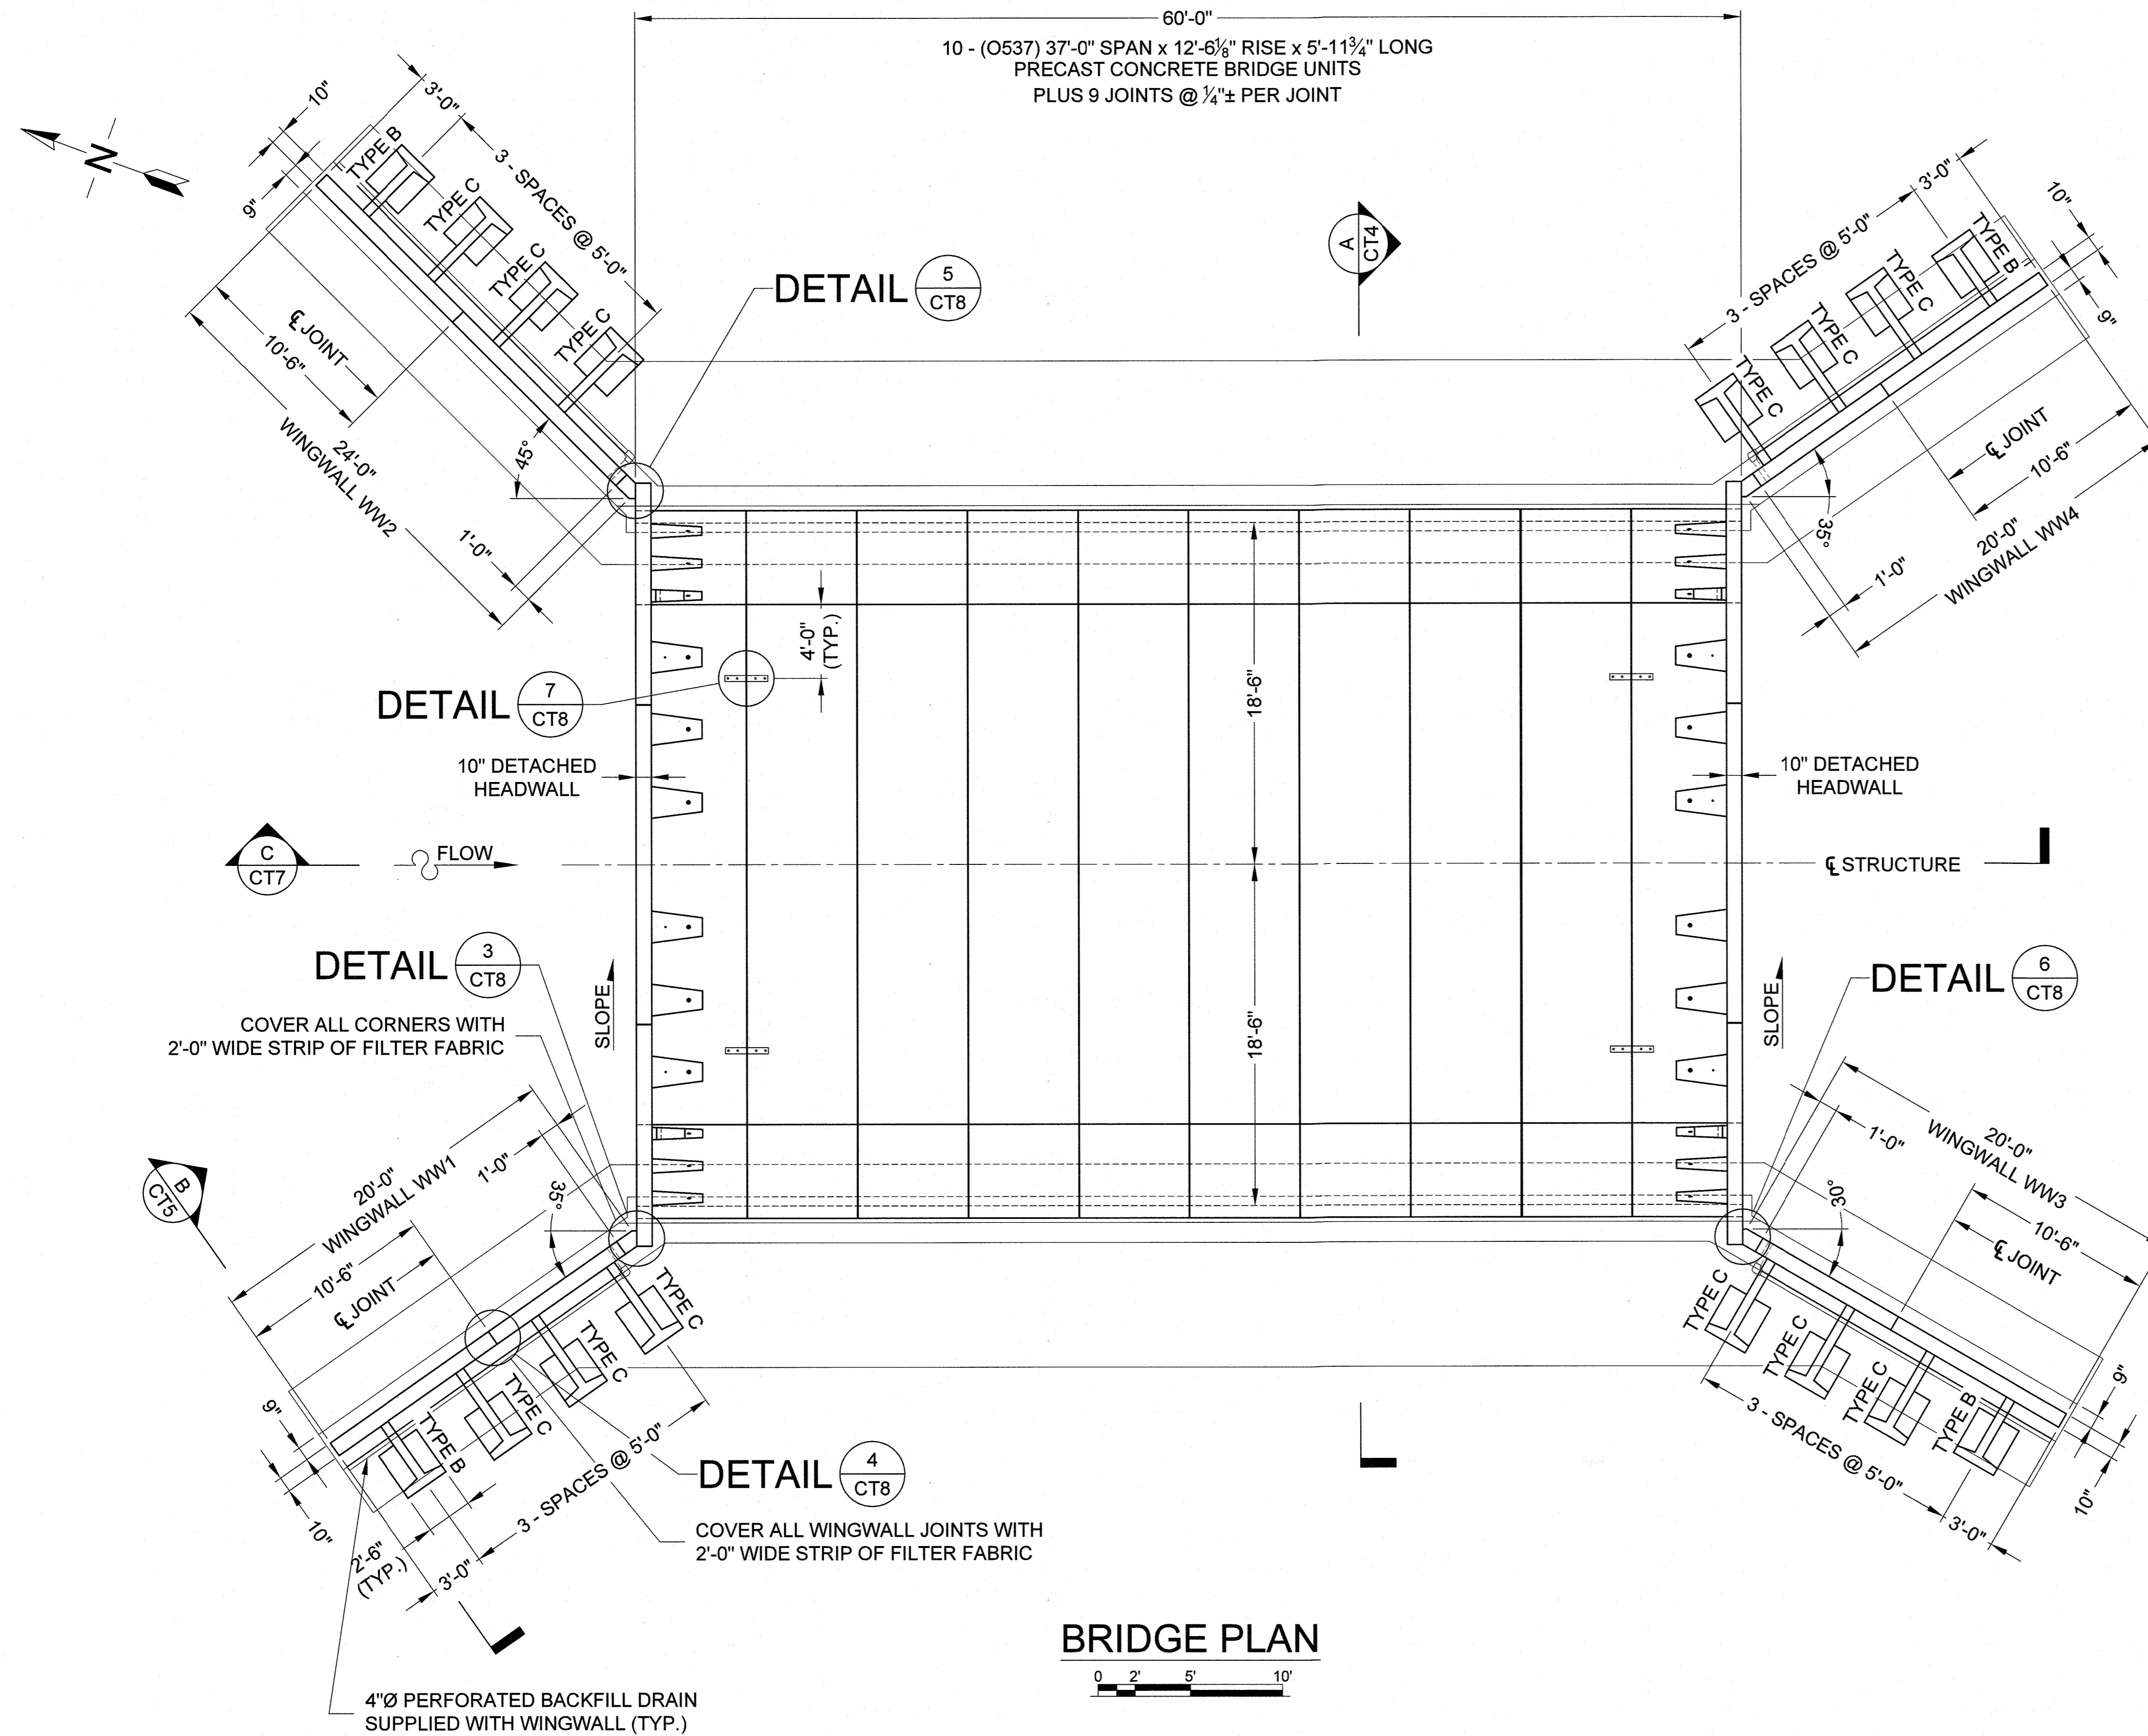 60'-0"
10 - (O537) 37'-0" SPAN x 12'-6⅛" RISE x 5'-11¾" LONG
PRECAST CONCRETE BRIDGE UNITS
PLUS 9 JOINTS @ ¼"± PER JOINT
N
10"
9"
3'-0"
3 - SPACES @ 5'-0"
TYPE B
TYPE C
TYPE C
TYPE C
℄ JOINT
10'-6"
24'-0"
WINGWALL WW2
45°
1'-0"
DETAIL 5
CT8
A
CT4
3'-0"
3 - SPACES @ 5'-0"
10"
9"
TYPE B
TYPE C
TYPE C
TYPE C
℄ JOINT
10'-6"
20'-0"
WINGWALL WW4
35°
1'-0"
4'-0"
(TYP.)
18'-6"
DETAIL 7
CT8
10" DETACHED
HEADWALL
10" DETACHED
HEADWALL
C
CT7
FLOW
℄ STRUCTURE
DETAIL 3
CT8
SLOPE
18'-6"
SLOPE
DETAIL 6
CT8
COVER ALL CORNERS WITH
2'-0" WIDE STRIP OF FILTER FABRIC
B
CT5
20'-0"
WINGWALL WW1
1'-0"
35°
10'-6"
℄ JOINT
9"
10"
TYPE B
TYPE C
TYPE C
TYPE C
2'-6"
(TYP.)
3'-0"
3 - SPACES @ 5'-0"
DETAIL 4
CT8
COVER ALL WINGWALL JOINTS WITH
2'-0" WIDE STRIP OF FILTER FABRIC
4"Ø PERFORATED BACKFILL DRAIN
SUPPLIED WITH WINGWALL (TYP.)
1'-0"
20'-0"
WINGWALL WW3
30°
10'-6"
℄ JOINT
TYPE C
TYPE C
TYPE C
TYPE B
9"
10"
3 - SPACES @ 5'-0"
3'-0"
BRIDGE PLAN
0 2' 5' 10'